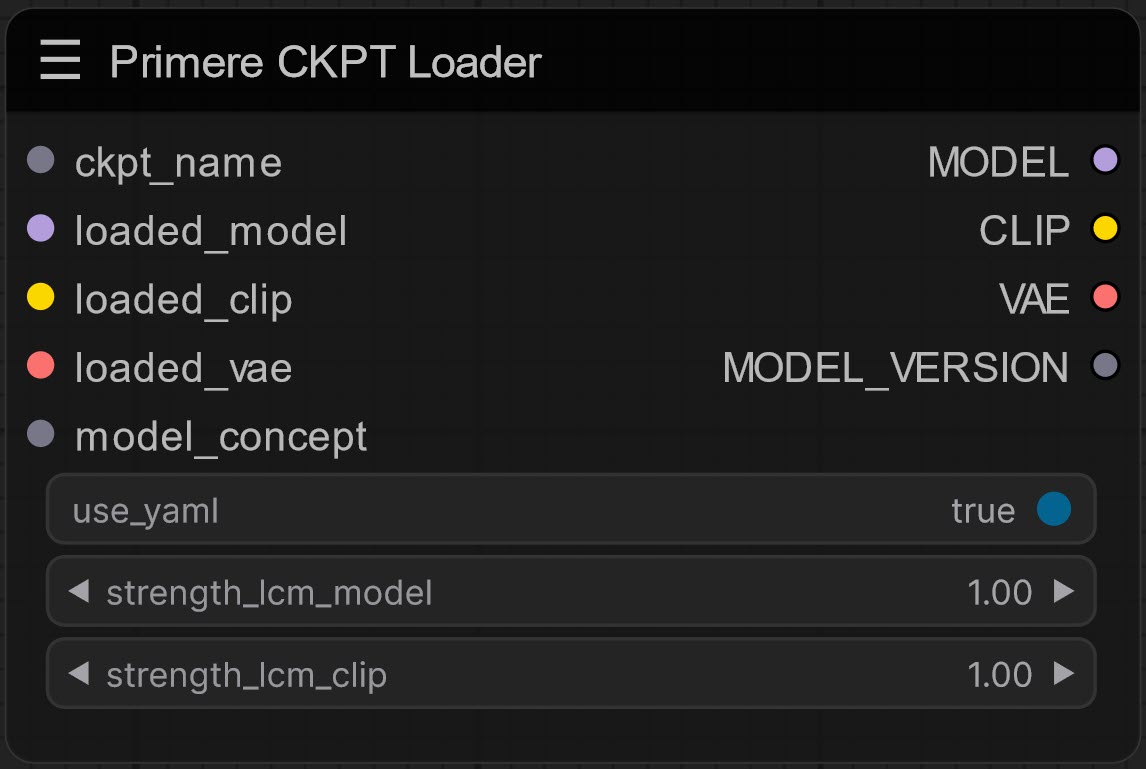 Primere CKPT Loader
ckpt_name MODEL
loaded_model CLIP
loaded_clip VAE
loaded_vae MODEL_VERSION
model_concept
use_yaml true
strength_lcm_model 1.00
strength_lcm_clip 1.00